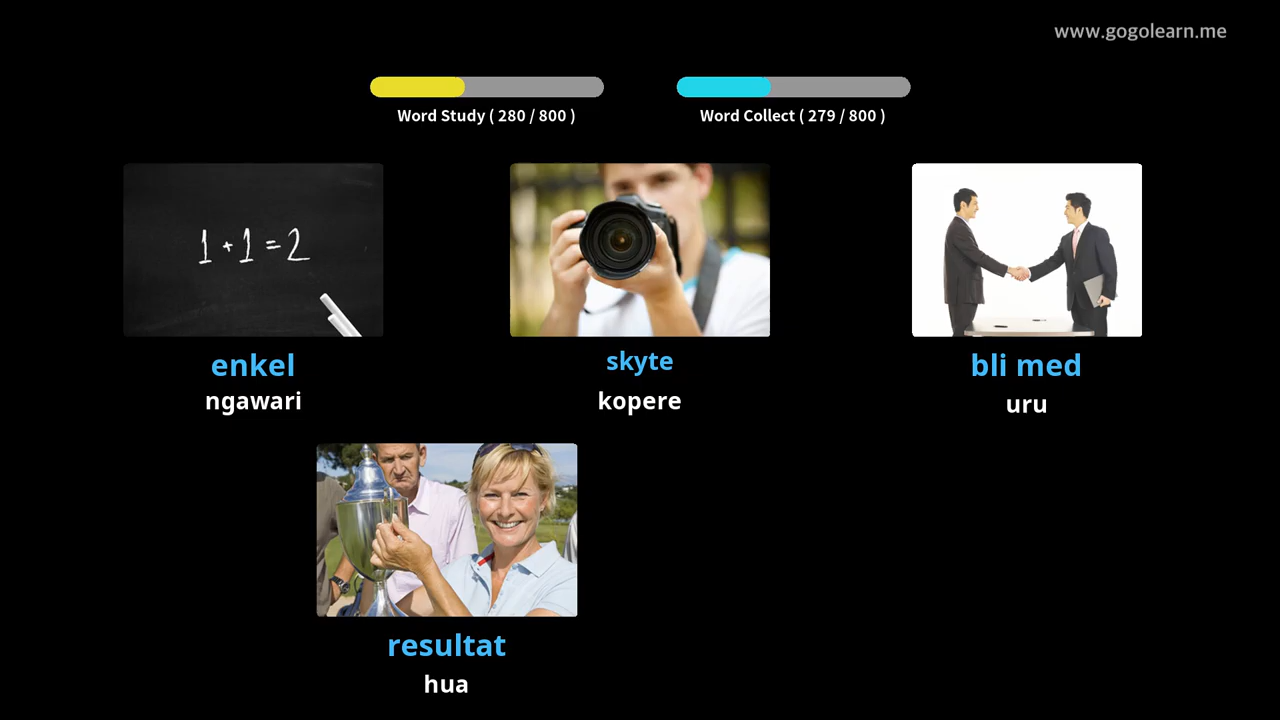 www.gogolearn.me
Word Study ( 280 / 800 )
Word Collect ( 279 / 800 )
1 + 1 = 2
enkel
ngawari
skyte
kopere
bli med
uru
resultat
hua